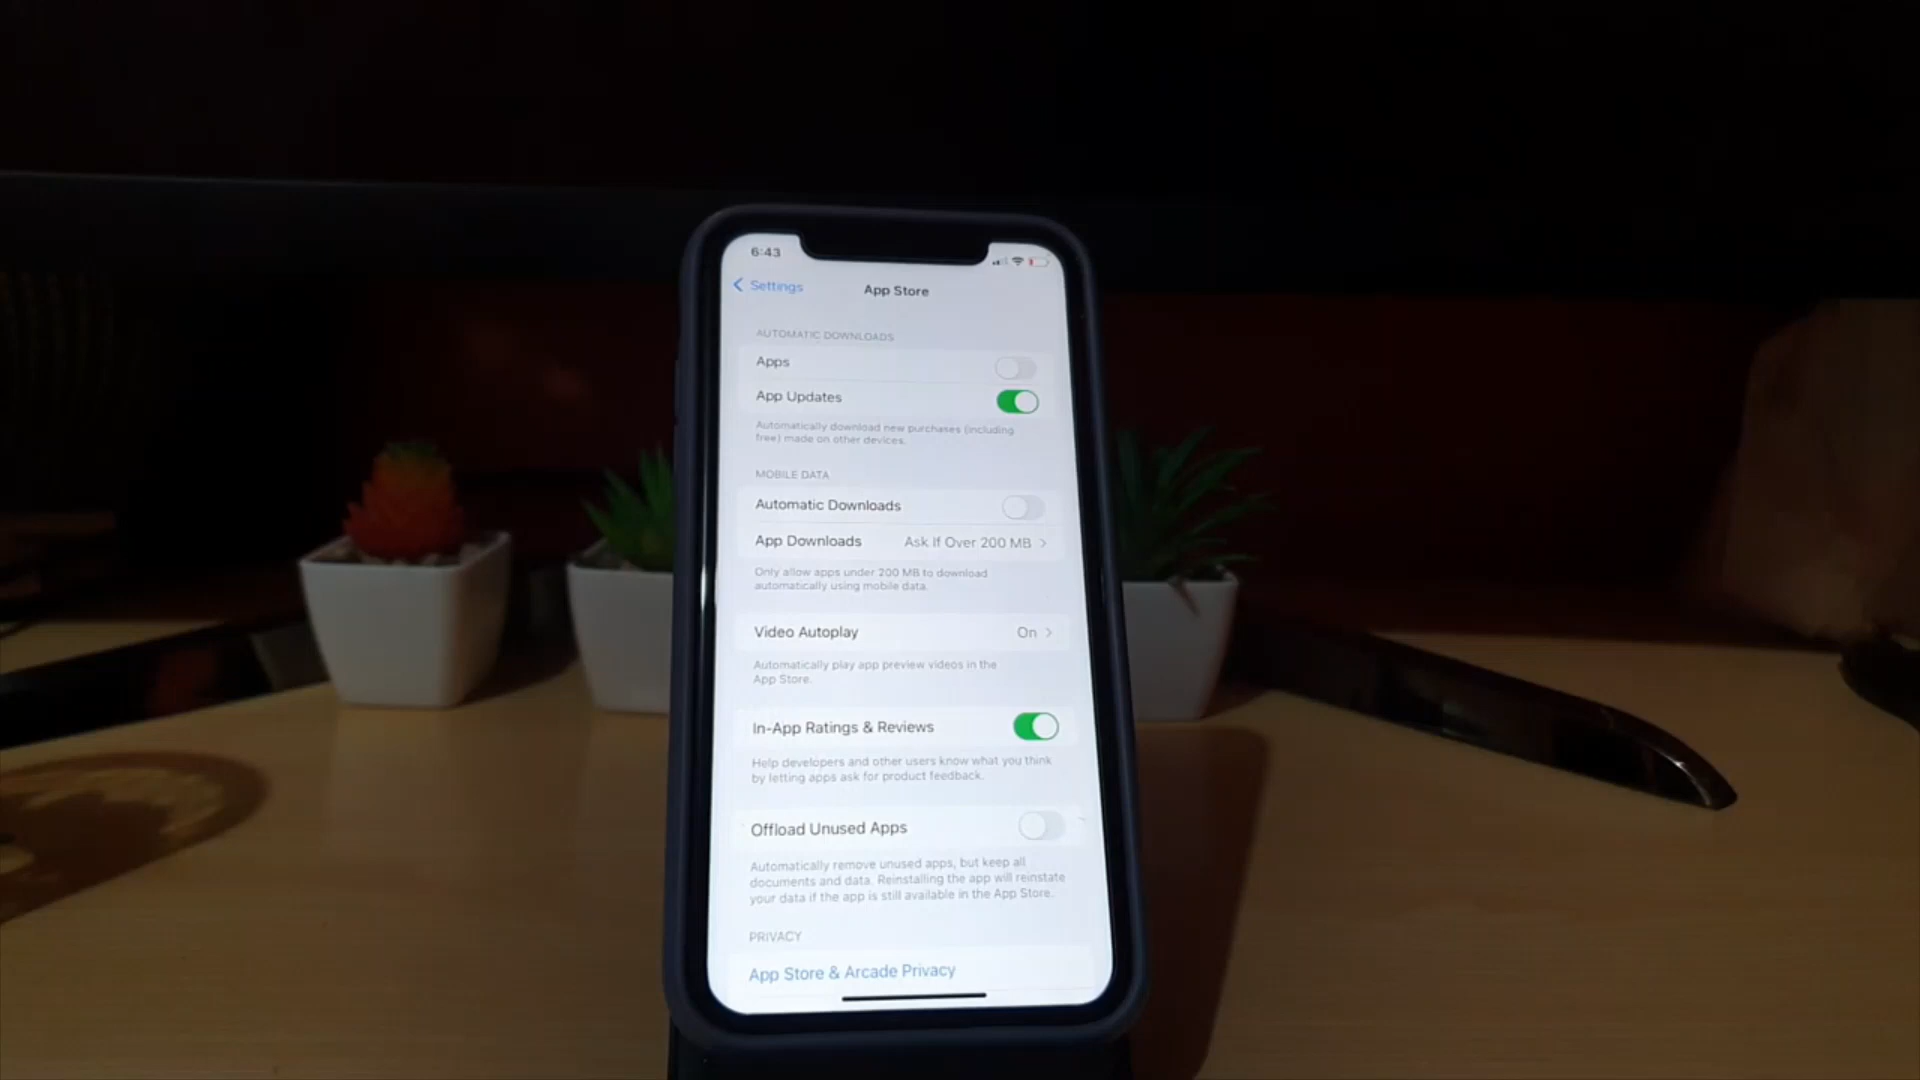 6:43
Settings
App Store
AUTOMATIC DOWNLOADS
Apps
App Updates
Automatically download new purchases (including
free) made on other devices.
MOBILE DATA
Automatic Downloads
App Downloads Ask If Over 200 MB
Only allow apps under 200 MB to download
automatically using mobile data.
Video Autoplay On
Automatically play app preview videos in the
App Store.
In-App Ratings & Reviews
Help developers and other users know what you think
by letting apps ask for product feedback.
Offload Unused Apps
Automatically remove unused apps, but keep all
documents and data. Reinstalling the app will reinstate
your data if the app is still available in the App Store.
PRIVACY
App Store & Arcade Privacy